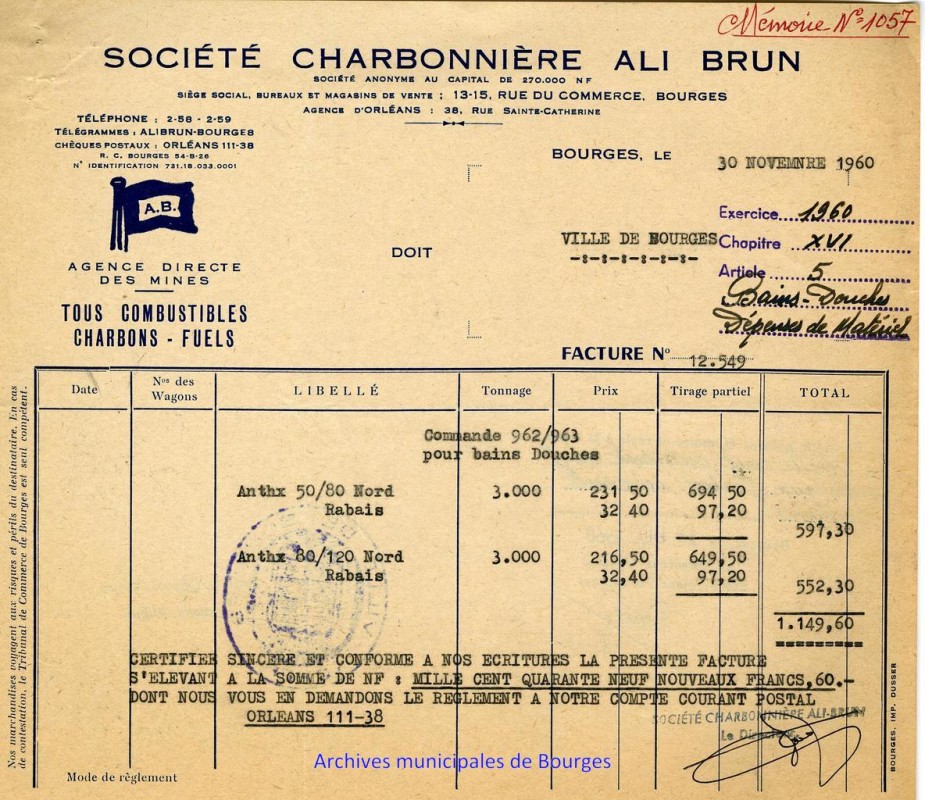 Mémoire N°1057
SOCIÉTÉ CHARBONNIÈRE ALI BRUN
SOCIÉTÉ ANONYME AU CAPITAL DE 270.000 NF
SIÈGE SOCIAL, BUREAUX ET MAGASINS DE VENTE : 13-15, RUE DU COMMERCE, BOURGES
AGENCE D'ORLÉANS : 38, RUE SAINTE-CATHERINE
TÉLÉPHONE : 2-58 - 2-59
TÉLÉGRAMMES : ALIBRUN-BOURGES
CHÈQUES POSTAUX : ORLÉANS 111-38
R. C. BOURGES 54-B-26
N° IDENTIFICATION 731.18.033.0001
A.B.
AGENCE DIRECTE
DES MINES
TOUS COMBUSTIBLES
CHARBONS - FUELS
BOURGES, LE 30 NOVEMNRE 1960
DOIT VILLE DE BOURGES
-:-:-:-:-:-:-
Exercice 1960
Chapitre XVI
Article 5
Bains-Douches
Dépenses de Matériel
FACTURE N° 12.549
Date Nos des Wagons LIBELLÉ Tonnage Prix Tirage partiel TOTAL
Commande 962/963
pour bains Douches
Anthx 50/80 Nord 3.000 231 50 694 50
Rabais 32 40 97,20
597,30
Anthx 80/120 Nord 3.000 216,50 649,50
Rabais 32,40 97,20
552,30
1.149,60
CERTIFIER SINCERE ET CONFORME A NOS ECRITURES LA PRESENTE FACTURE
S'ELEVANT A LA SOMME DE NF : MILLE CENT QUARANTE NEUF NOUVEAUX FRANCS,60.-
DONT NOUS VOUS EN DEMANDONS LE REGLEMENT A NOTRE COMPTE COURANT POSTAL
ORLEANS 111-38
SOCIÉTÉ CHARBONNIÈRE ALI-BRUN
Le Directeur
Archives municipales de Bourges
Mode de règlement
Nos marchandises voyagent aux risques et périls du destinataire. En cas
de contestation, le Tribunal de Commerce de Bourges est seul compétent.
BOURGES, IMP. DUSSER